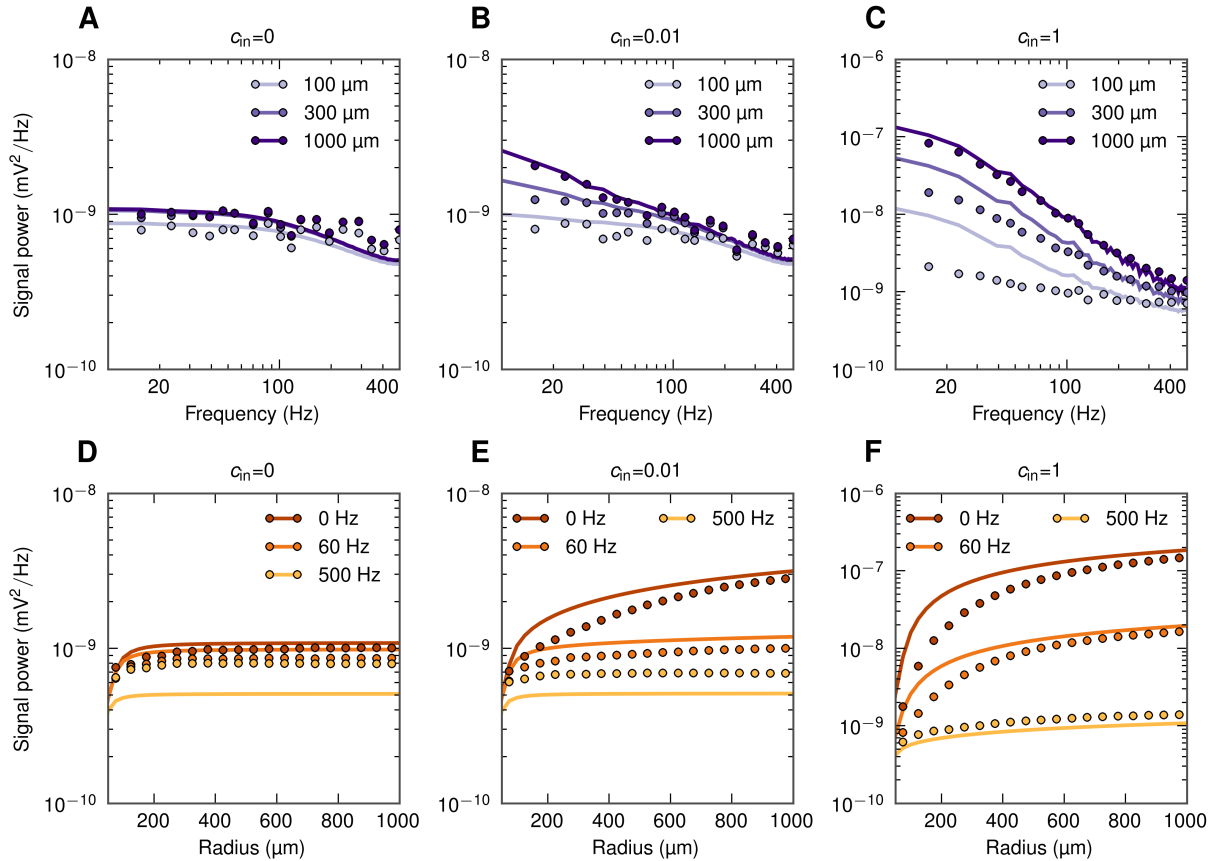 A
c_in=0
10⁻⁸
10⁻⁹
10⁻¹⁰
Signal power (mV²/Hz)
100 µm
300 µm
1000 µm
20
100
400
Frequency (Hz)
B
c_in=0.01
10⁻⁸
10⁻⁹
10⁻¹⁰
100 µm
300 µm
1000 µm
20
100
400
Frequency (Hz)
C
c_in=1
10⁻⁶
10⁻⁷
10⁻⁸
10⁻⁹
10⁻¹⁰
100 µm
300 µm
1000 µm
20
100
400
Frequency (Hz)
D
c_in=0
10⁻⁸
10⁻⁹
10⁻¹⁰
Signal power (mV²/Hz)
0 Hz
60 Hz
500 Hz
200 400 600 800 1000
Radius (µm)
E
c_in=0.01
10⁻⁸
10⁻⁹
10⁻¹⁰
0 Hz
60 Hz
500 Hz
200 400 600 800 1000
Radius (µm)
F
c_in=1
10⁻⁶
10⁻⁷
10⁻⁸
10⁻⁹
10⁻¹⁰
0 Hz
60 Hz
500 Hz
200 400 600 800 1000
Radius (µm)